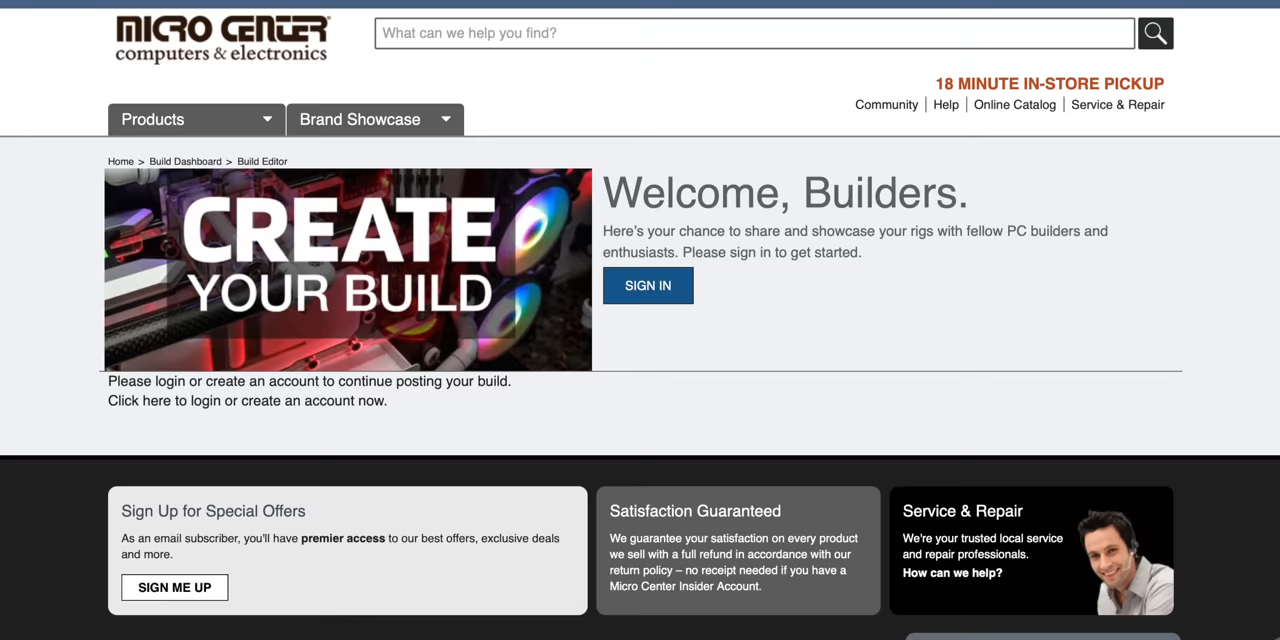 MICRO CENTER
computers & electronics
What can we help you find?
18 MINUTE IN-STORE PICKUP
Community
Help
Online Catalog
Service & Repair
Products
Brand Showcase
Home > Build Dashboard > Build Editor
CREATE
YOUR BUILD
Welcome, Builders.
Here's your chance to share and showcase your rigs with fellow PC builders and
enthusiasts. Please sign in to get started.
SIGN IN
Please login or create an account to continue posting your build.
Click here to login or create an account now.
Sign Up for Special Offers
As an email subscriber, you'll have premier access to our best offers, exclusive deals
and more.
SIGN ME UP
Satisfaction Guaranteed
We guarantee your satisfaction on every product
we sell with a full refund in accordance with our
return policy – no receipt needed if you have a
Micro Center Insider Account.
Service & Repair
We're your trusted local service
and repair professionals.
How can we help?